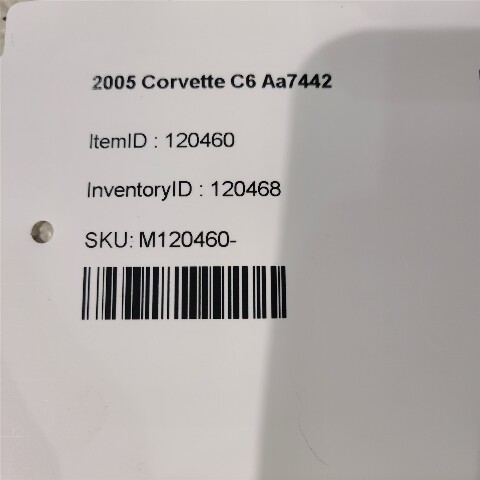 2005 Corvette C6 Aa7442
ItemID : 120460
InventoryID : 120468
SKU: M120460-